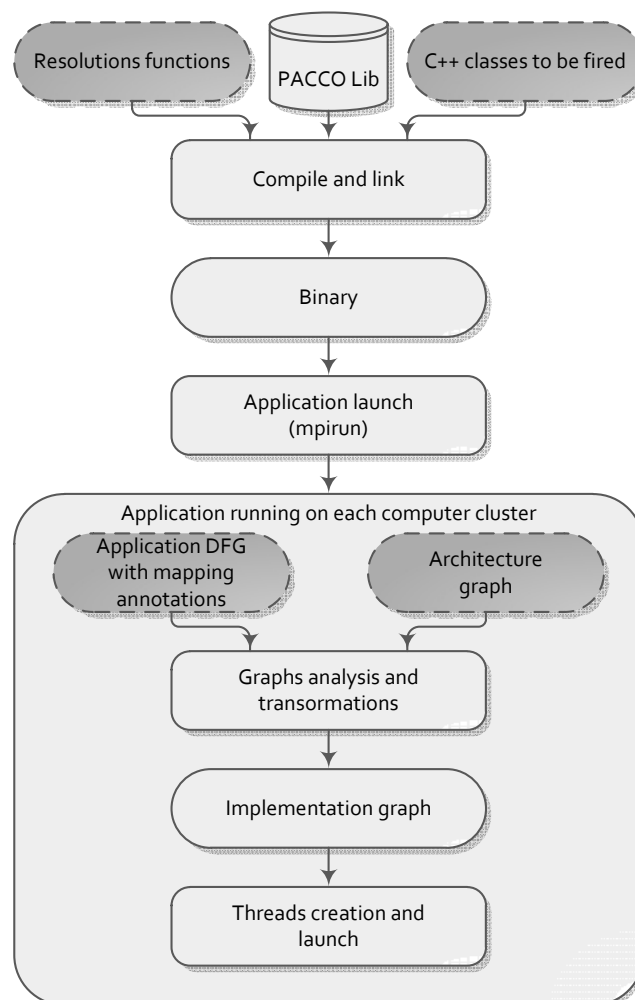 Resolutions functions
PACCO Lib
C++ classes to be fired
Compile and link
Binary
Application launch
(mpirun)
Application running on each computer cluster
Application DFG
with mapping
annotations
Architecture
graph
Graphs analysis and
transormations
Implementation graph
Threads creation and
launch